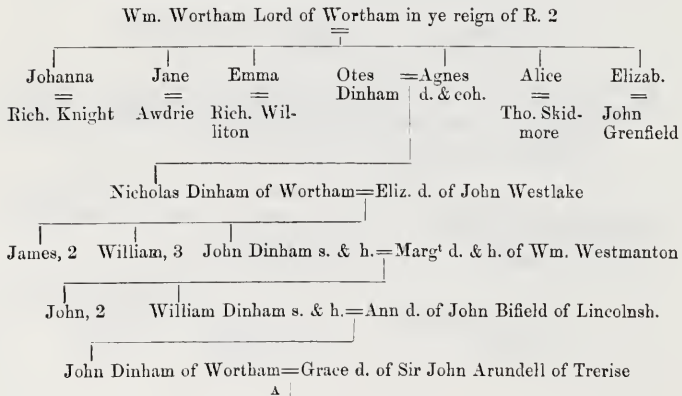 Wm. Wortham Lord of Wortham in ye reign of R. 2
Johanna Jane Emma Otes =Agnes Alice Elizab.
= = = Dinham d. & coh. = =
Rich. Knight Awdrie Rich. Wil- Tho. Skid- John
liton more Grenfield
Nicholas Dinham of Wortham=Eliz. d. of John Westlake
James, 2 William, 3 John Dinham s. & h.=Margt d. & h. of Wm. Westmanton
John, 2 William Dinham s. & h.=Ann d. of John Bifield of Lincolnsh.
John Dinham of Wortham=Grace d. of Sir John Arundell of Trerise
A